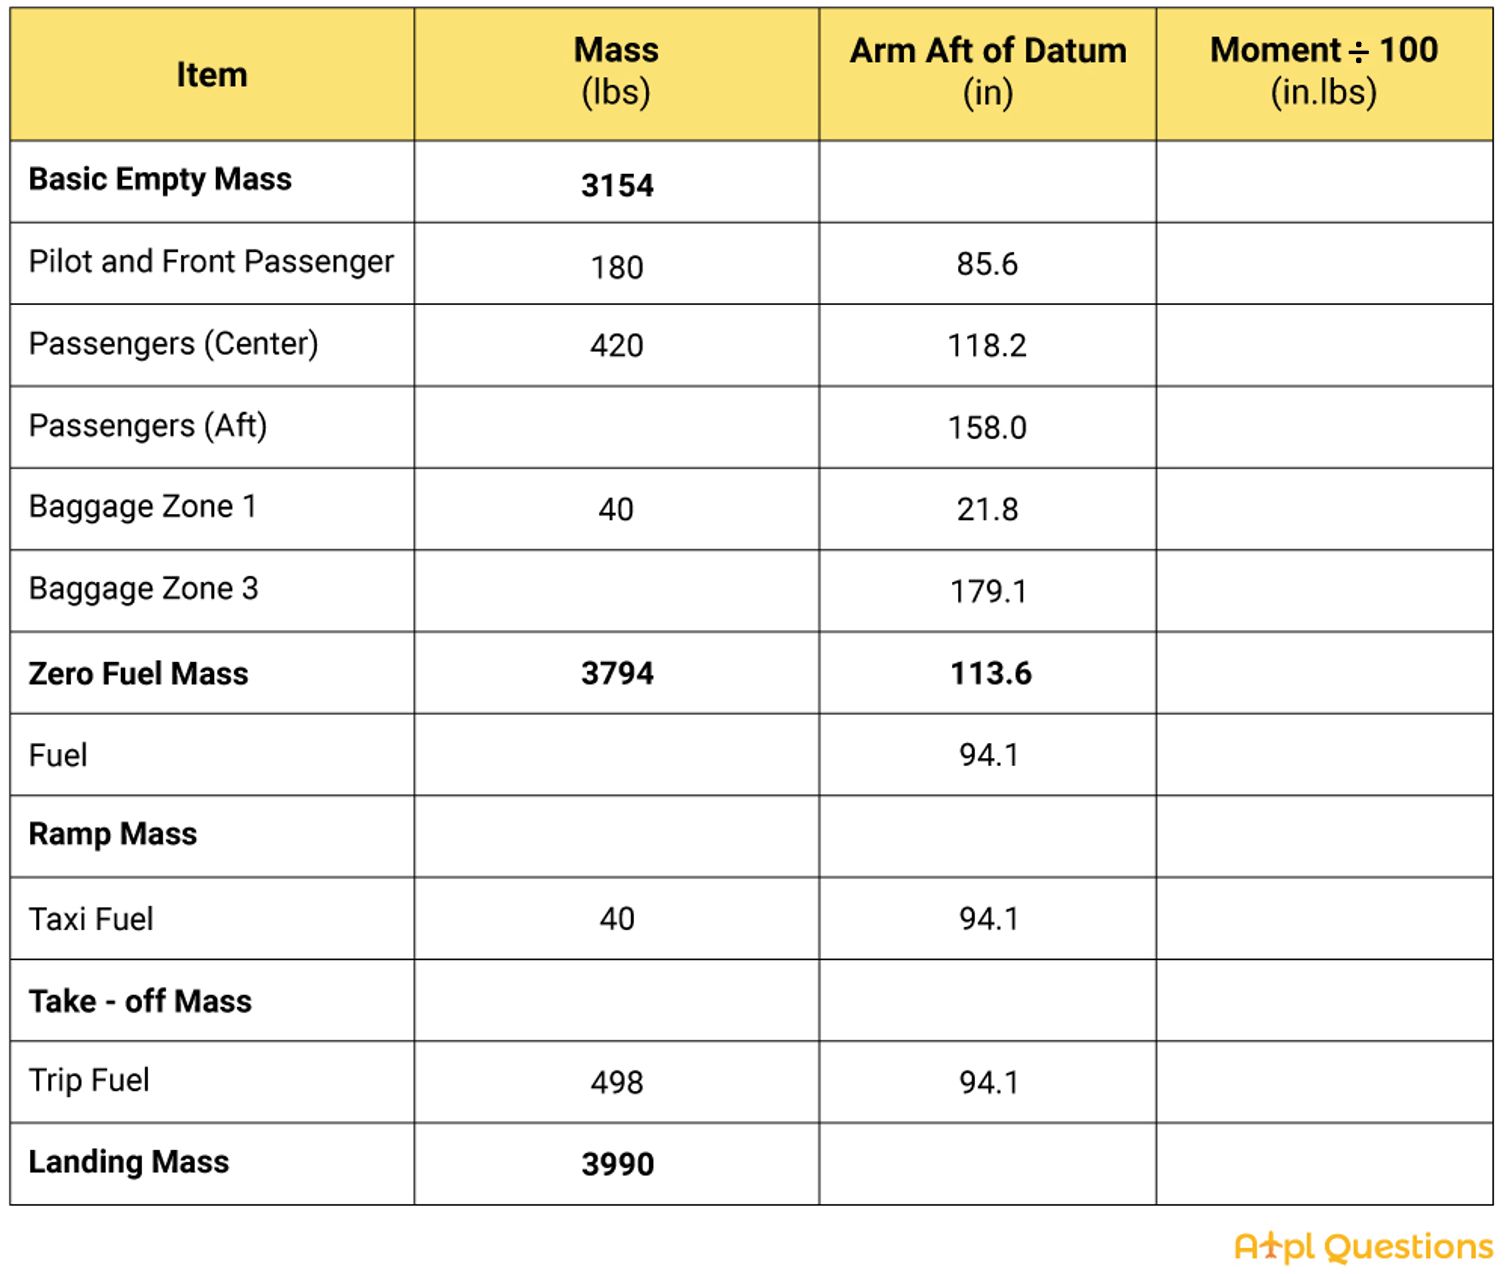 Item Mass Arm Aft of Datum Moment ÷ 100
(lbs) (in) (in.lbs)
Basic Empty Mass 3154
Pilot and Front Passenger 180 85.6
Passengers (Center) 420 118.2
Passengers (Aft) 158.0
Baggage Zone 1 40 21.8
Baggage Zone 3 179.1
Zero Fuel Mass 3794 113.6
Fuel 94.1
Ramp Mass
Taxi Fuel 40 94.1
Take - off Mass
Trip Fuel 498 94.1
Landing Mass 3990
Atpl Questions